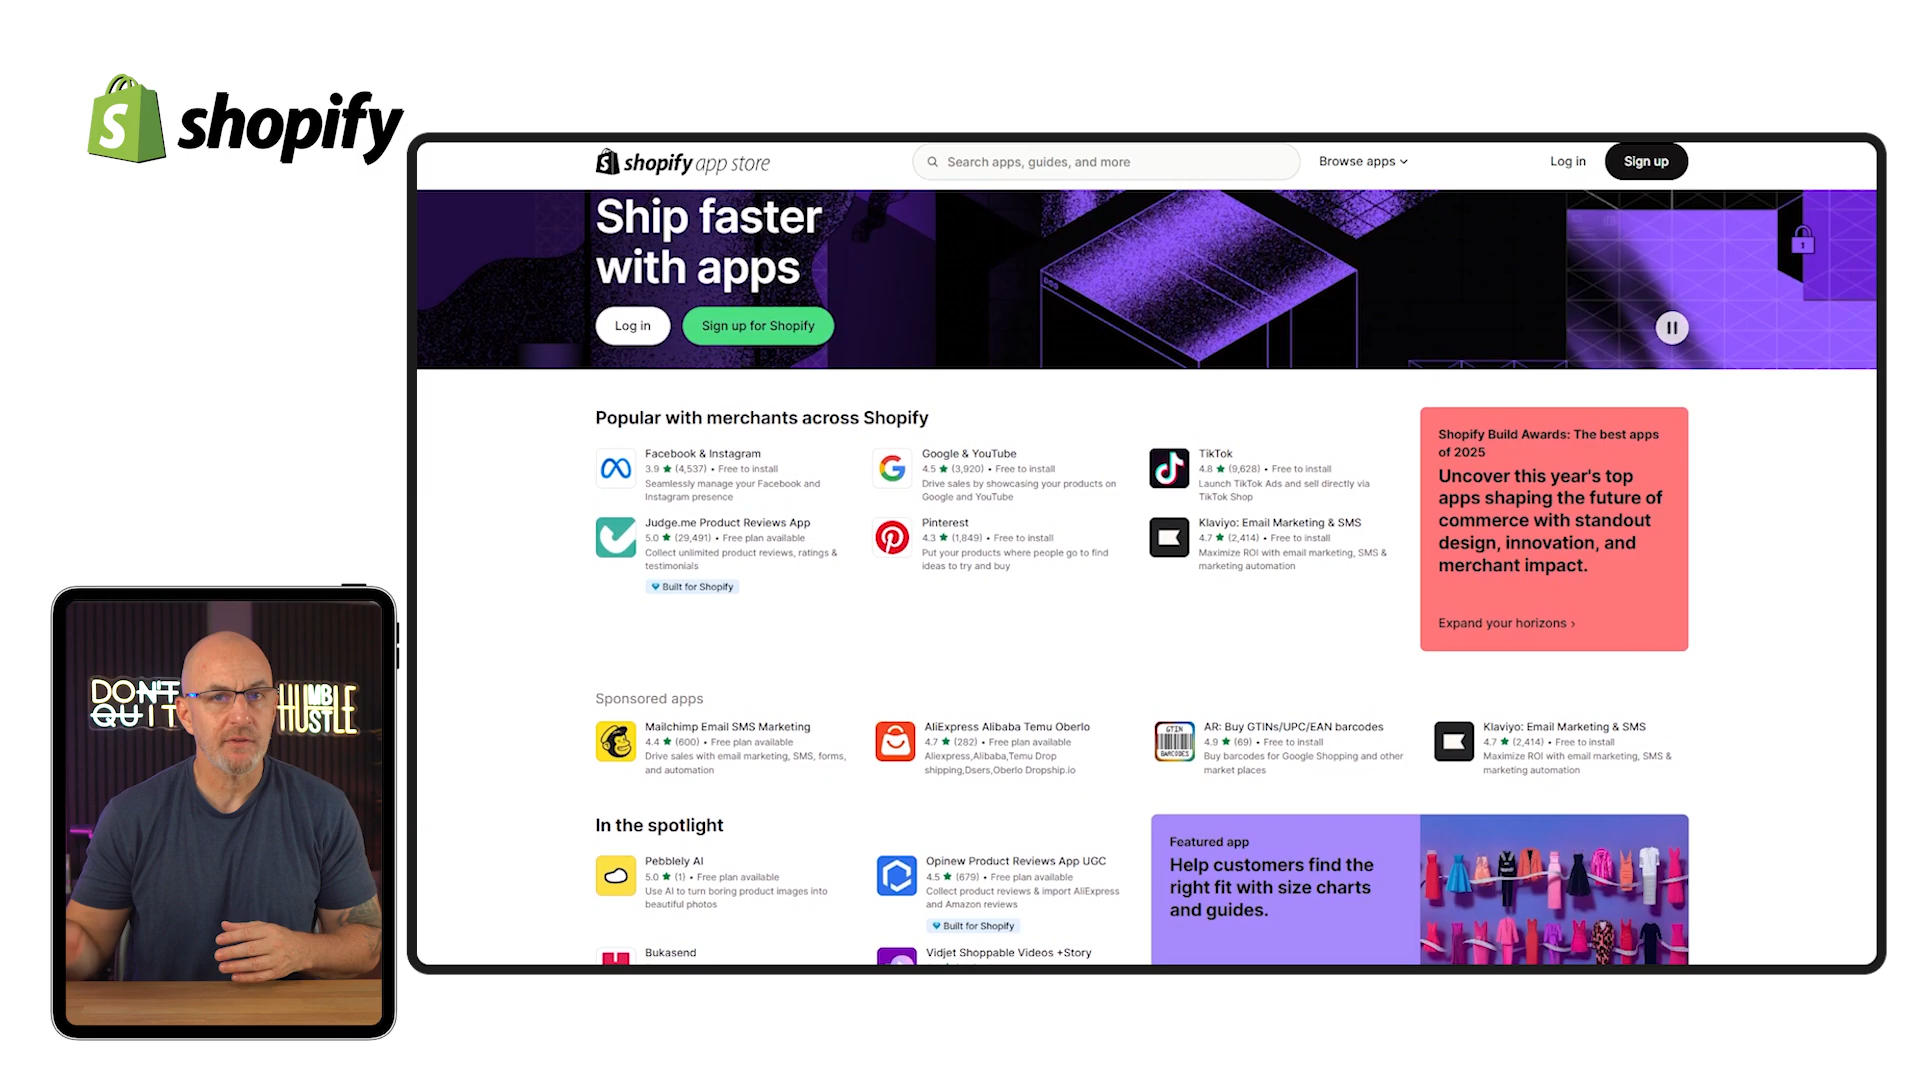 shopify
shopify app store
Search apps, guides, and more
Browse apps
Log in
Sign up
Ship faster
with apps
Log in
Sign up for Shopify
Popular with merchants across Shopify
Facebook & Instagram
3.9 ★ (4,537) • Free to install
Seamlessly manage your Facebook and
Instagram presence
Google & YouTube
4.5 ★ (3,920) • Free to install
Drive sales by showcasing your products on
Google and YouTube
TikTok
4.8 ★ (9,628) • Free to install
Launch TikTok Ads and sell directly via
TikTok Shop
Judge.me Product Reviews App
5.0 ★ (29,491) • Free plan available
Collect unlimited product reviews, ratings &
testimonials
Built for Shopify
Pinterest
4.3 ★ (1,849) • Free to install
Put your products where people go to find
ideas to try and buy
Klaviyo: Email Marketing & SMS
4.7 ★ (2,414) • Free to install
Maximize ROI with email marketing, SMS &
marketing automation
Shopify Build Awards: The best apps
of 2025
Uncover this year's top
apps shaping the future of
commerce with standout
design, innovation, and
merchant impact.
Expand your horizons ›
Sponsored apps
Mailchimp Email SMS Marketing
4.4 ★ (600) • Free plan available
Drive sales with email marketing, SMS, forms,
and automation
AliExpress Alibaba Temu Oberlo
4.7 ★ (282) • Free plan available
Aliexpress,Alibaba,Temu Drop
shipping,Dsers,Oberlo Dropship.io
GTIN
BARCODES
AR: Buy GTINs/UPC/EAN barcodes
4.9 ★ (69) • Free to install
Buy barcodes for Google Shopping and other
market places
Klaviyo: Email Marketing & SMS
4.7 ★ (2,414) • Free to install
Maximize ROI with email marketing, SMS &
marketing automation
In the spotlight
Pebblely AI
5.0 ★ (1) • Free plan available
Use AI to turn boring product images into
beautiful photos
Opinew Product Reviews App UGC
4.5 ★ (679) • Free plan available
Collect product reviews & import AliExpress
and Amazon reviews
Built for Shopify
Bukasend
Vidjet Shoppable Videos +Story
Featured app
Help customers find the
right fit with size charts
and guides.
DON'T
QUIT
HUMBLE
HUSTLE